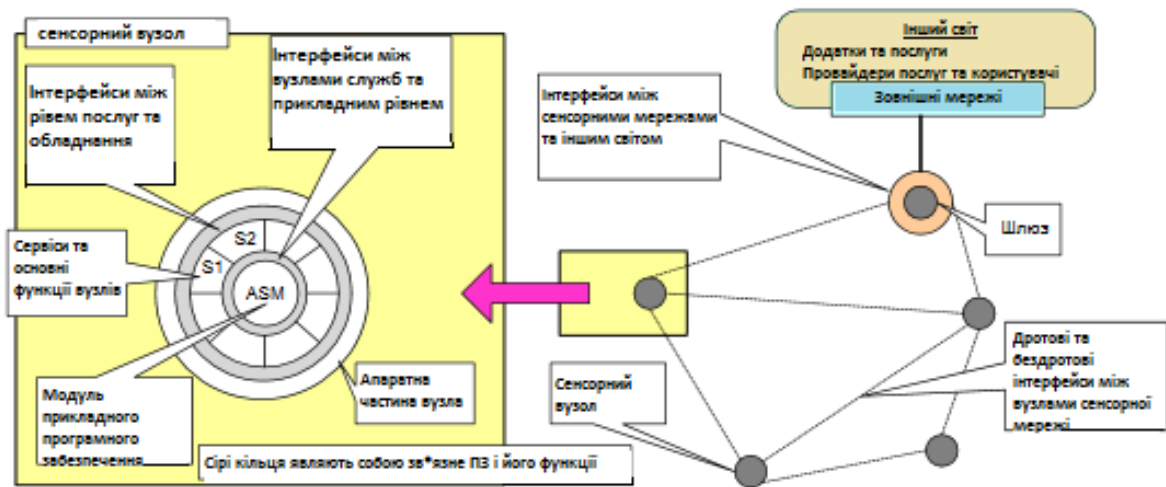 сенсорний вузол
Інтерфейси між
рівем послуг та
обладнання
Інтерфейси між
вузлами служб та
прикладним рівнем
Сервіси та
основні
функції вузлів
S2
S1
ASM
Модуль
прикладного
програмного
забезпечення
Апаратна
частина вузла
Сірі кільця являють собою зв*язне ПЗ і його функції
Інший світ
Додатки та послуги
Провайдери послуг та користувачі
Зовнішні мережі
Інтерфейси між
сенсорними мережами
та іншим світом
Шлюз
Сенсорний
вузол
Дротові та
бездротові
інтерфейси між
вузлами сенсорної
мережі